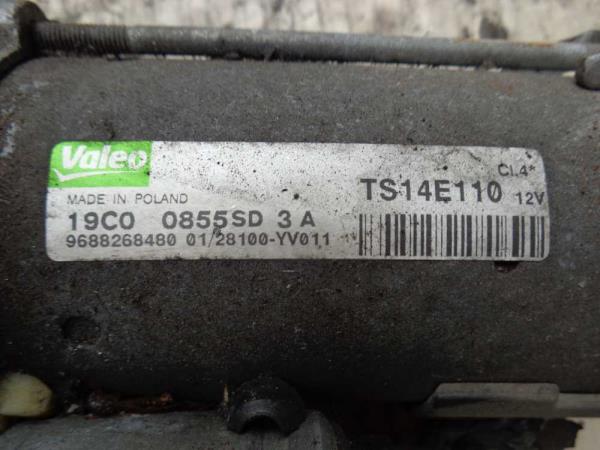 Valeo
MADE IN POLAND
19C0 0855SD 3 A
9688268480 01/28100-YV011
Cl.4*
TS14E110 12V